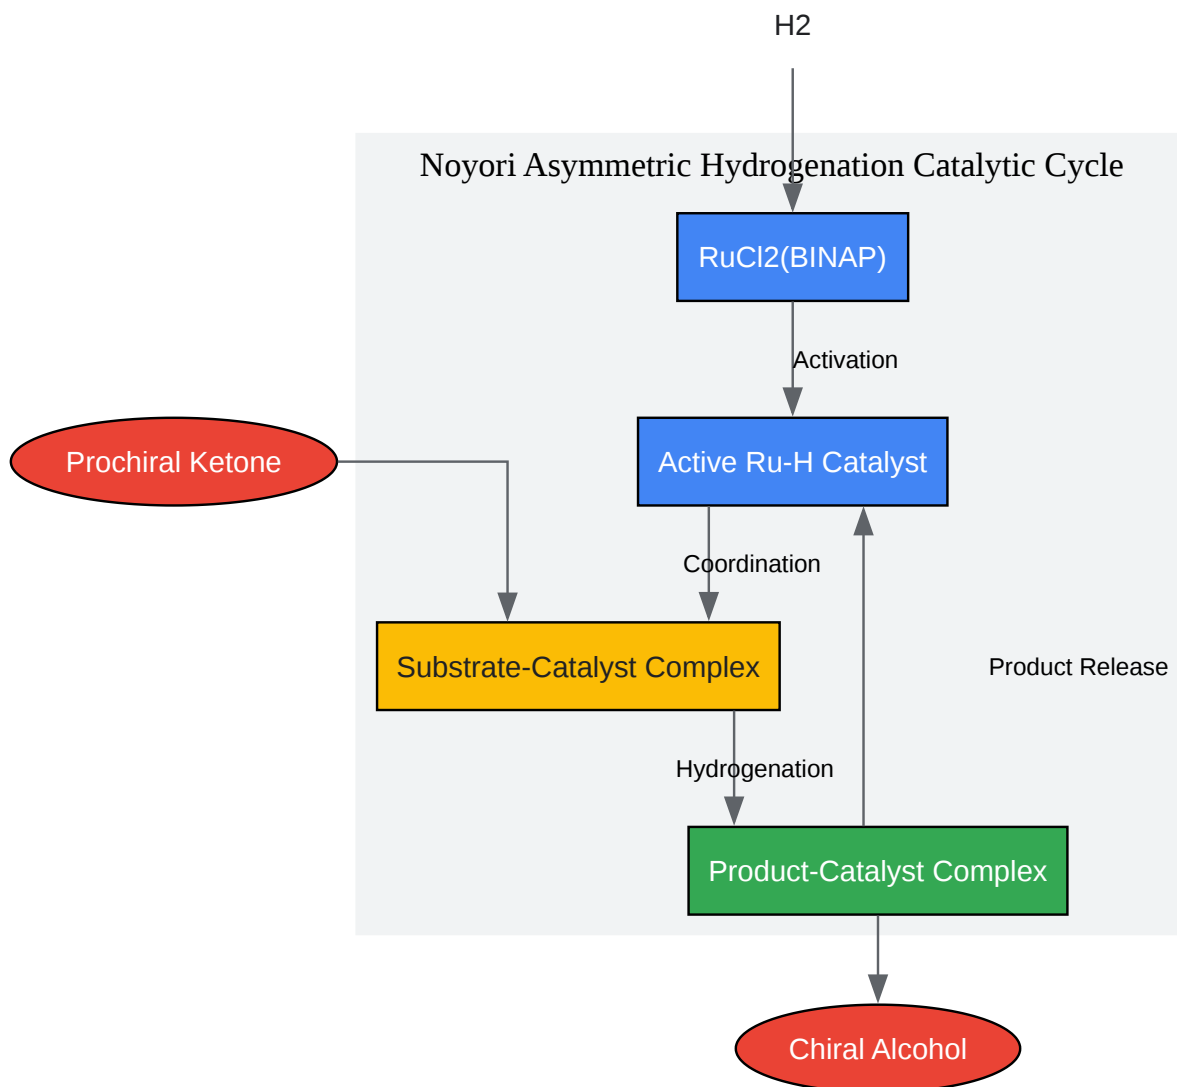 H2
Noyori Asymmetric Hydrogenation Catalytic Cycle
RuCl2(BINAP)
Activation
Prochiral Ketone
Active Ru-H Catalyst
Coordination
Substrate-Catalyst Complex
Product Release
Hydrogenation
Product-Catalyst Complex
Chiral Alcohol